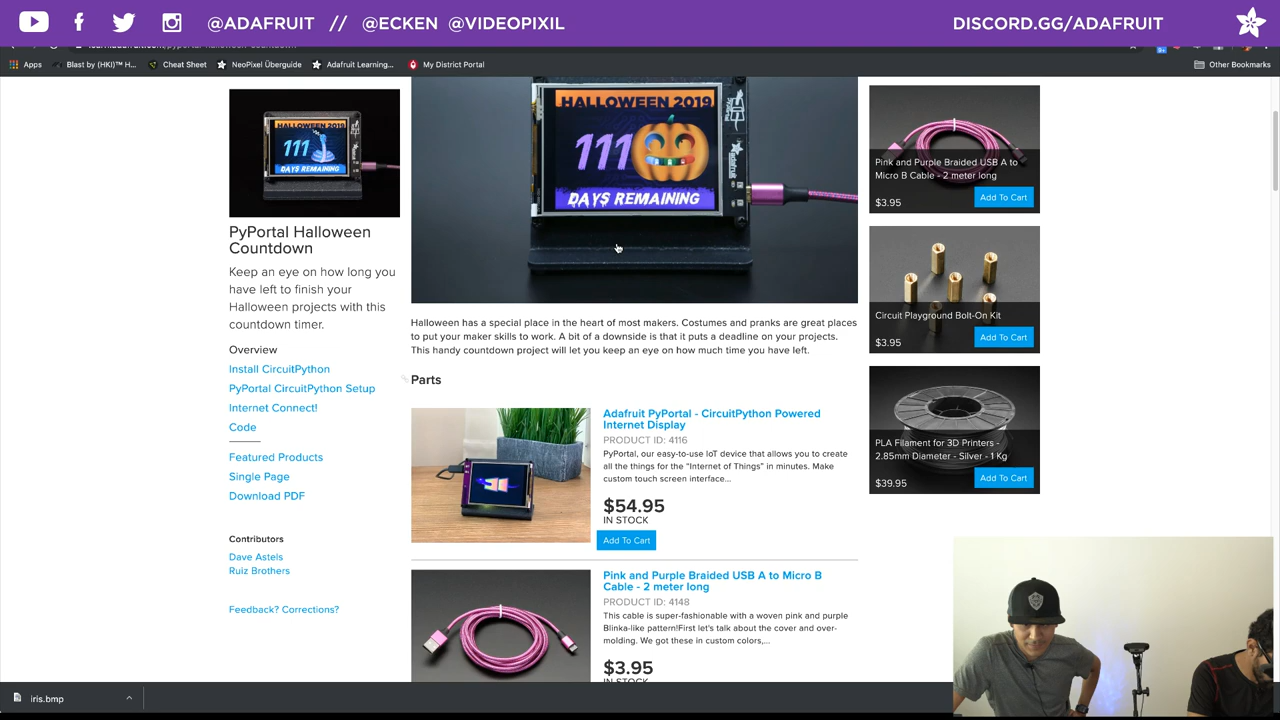 @ADAFRUIT // @ECKEN @VIDEOPIXIL
DISCORD.GG/ADAFRUIT
Apps
Blast by (HKI)™ H...
Cheat Sheet
NeoPixel Überguide
Adafruit Learning...
My District Portal
Other Bookmarks
HALLOWEEN 2019
111
DAYS REMAINING
PyPortal Halloween
Countdown
Keep an eye on how long you
have left to finish your
Halloween projects with this
countdown timer.
Overview
Install CircuitPython
PyPortal CircuitPython Setup
Internet Connect!
Code
Featured Products
Single Page
Download PDF
Contributors
Dave Astels
Ruiz Brothers
Feedback? Corrections?
HALLOWEEN 2019
111
DAYS REMAINING
Halloween has a special place in the heart of most makers. Costumes and pranks are great places
to put your maker skills to work. A bit of a downside is that it puts a deadline on your projects.
This handy countdown project will let you keep an eye on how much time you have left.
Parts
Adafruit PyPortal - CircuitPython Powered
Internet Display
PRODUCT ID: 4116
PyPortal, our easy-to-use IoT device that allows you to create
all the things for the “Internet of Things” in minutes. Make
custom touch screen interface...
$54.95
IN STOCK
Add To Cart
Pink and Purple Braided USB A to Micro B
Cable - 2 meter long
PRODUCT ID: 4148
This cable is super-fashionable with a woven pink and purple
Blinka-like pattern!First let's talk about the cover and over-
molding. We got these in custom colors,...
$3.95
IN STOCK
Pink and Purple Braided USB A to
Micro B Cable - 2 meter long
$3.95
Add To Cart
Circuit Playground Bolt-On Kit
$3.95
Add To Cart
PLA Filament for 3D Printers -
2.85mm Diameter - Silver - 1 Kg
$39.95
Add To Cart
iris.bmp